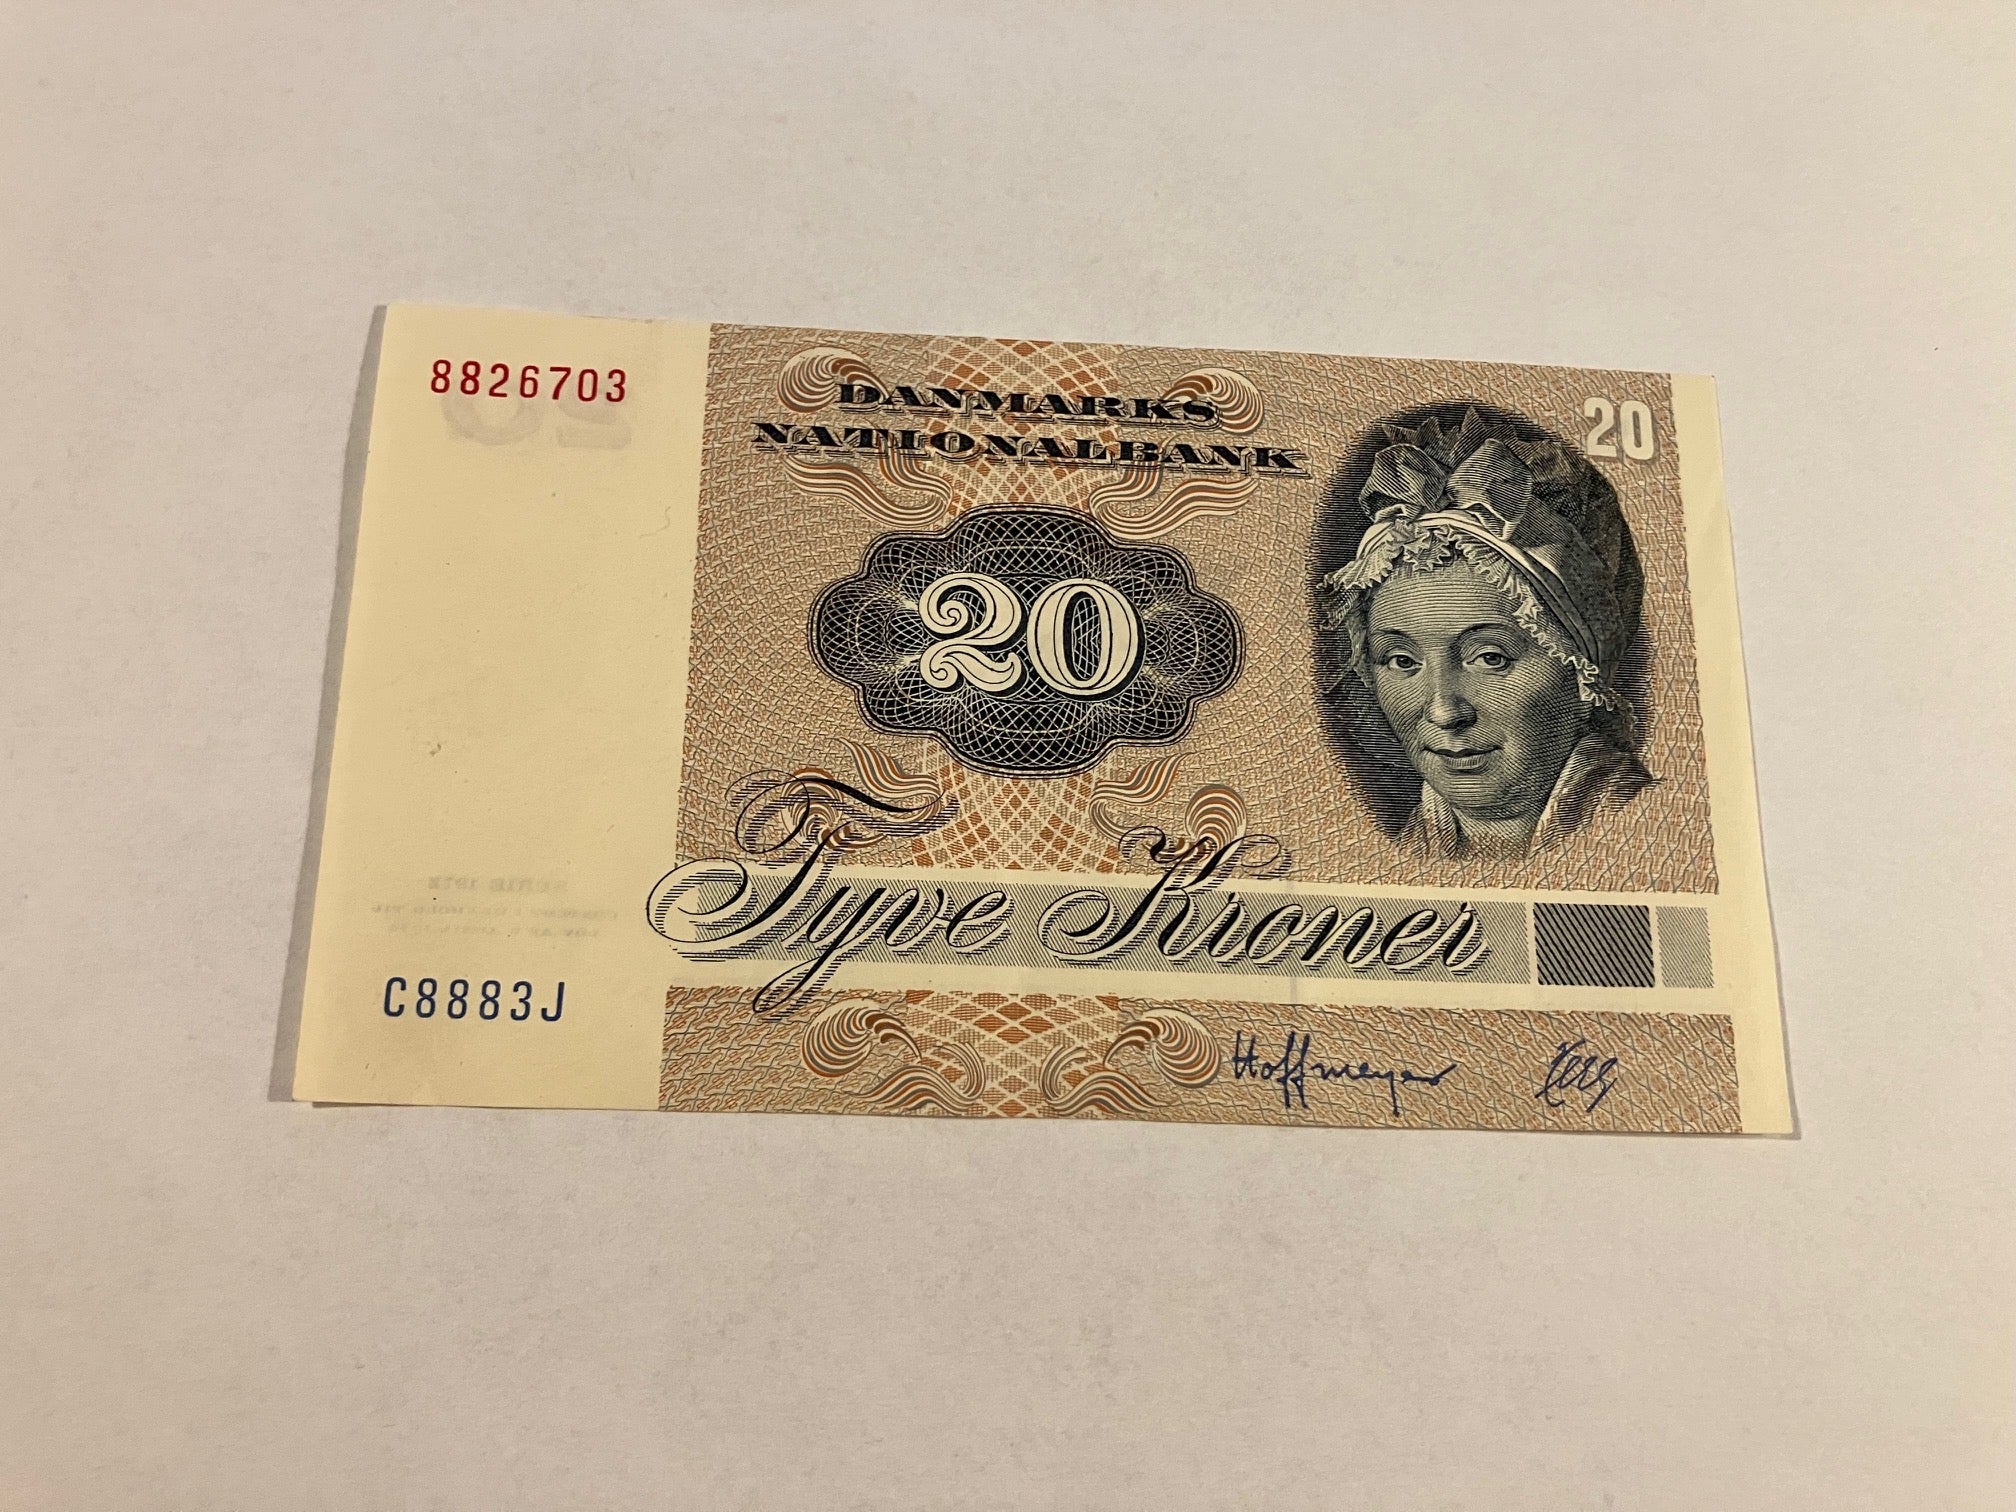 8826703
DANMARKS
NATIONALBANK
20
20
Tyve Kroner
C8883J
Hoffmeyer